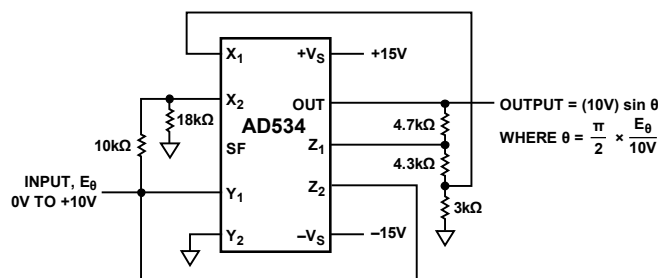 X1
+VS
+15V
X2
OUT
OUTPUT = (10V) sin θ
18kΩ
AD534
4.7kΩ
WHERE θ = π/2 × Eθ/10V
10kΩ
SF
Z1
4.3kΩ
INPUT, Eθ
0V TO +10V
Y1
Z2
3kΩ
Y2
–VS
–15V